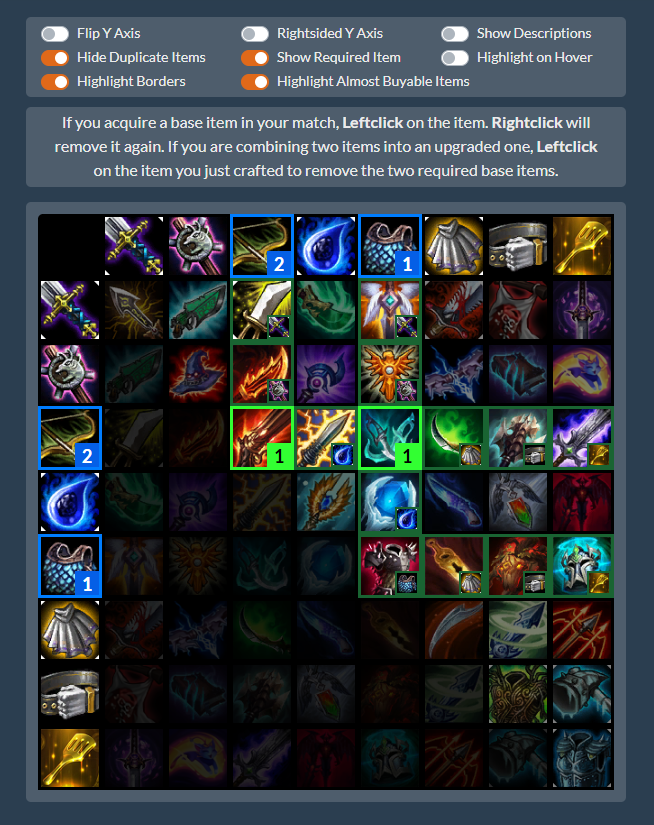 Flip Y Axis Rightsided Y Axis Show Descriptions
Hide Duplicate Items Show Required Item Highlight on Hover
Highlight Borders Highlight Almost Buyable Items
If you acquire a base item in your match, Leftclick on the item. Rightclick will
remove it again. If you are combining two items into an upgraded one, Leftclick
on the item you just crafted to remove the two required base items.
2 1
2 1 1
1